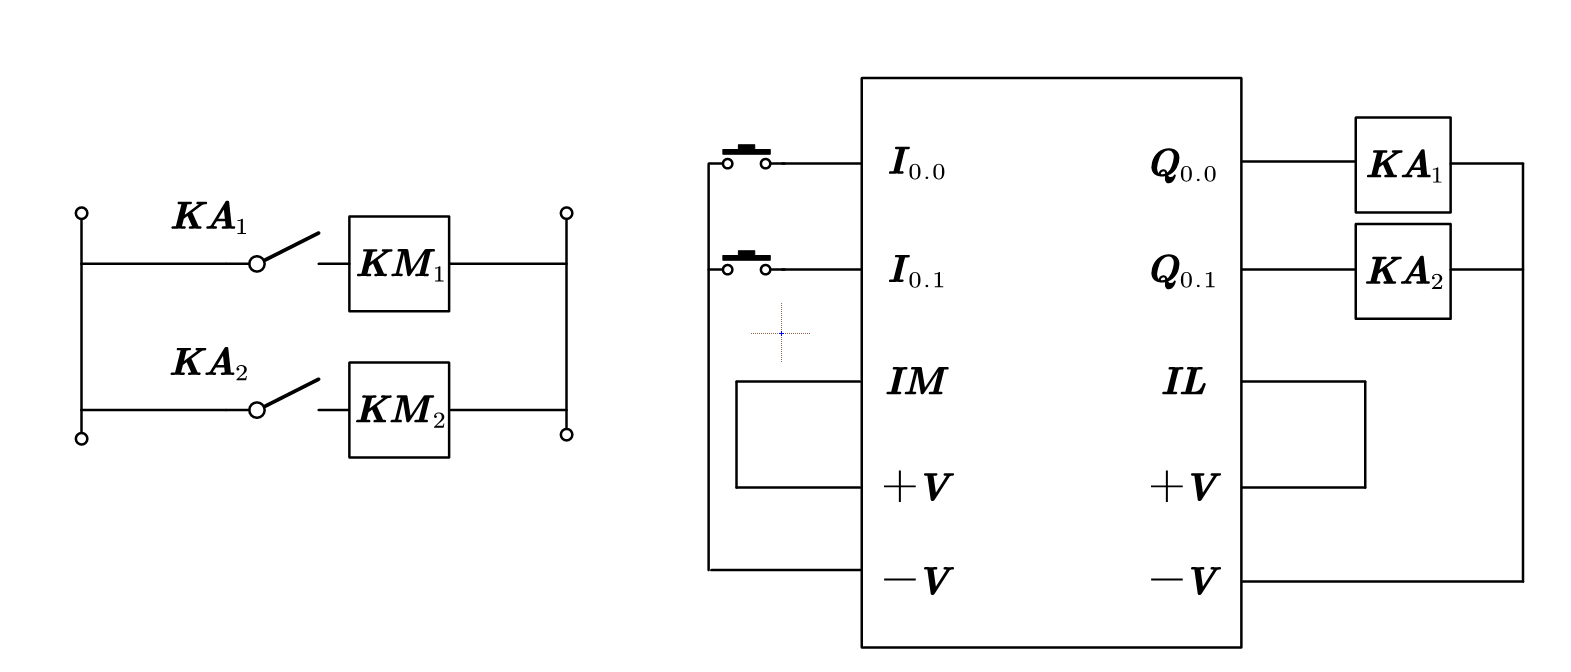 KA₁
KM₁
KA₂
KM₂
I₀.₀
Q₀.₀
KA₁
I₀.₁
Q₀.₁
KA₂
IM
IL
+V
+V
−V
−V